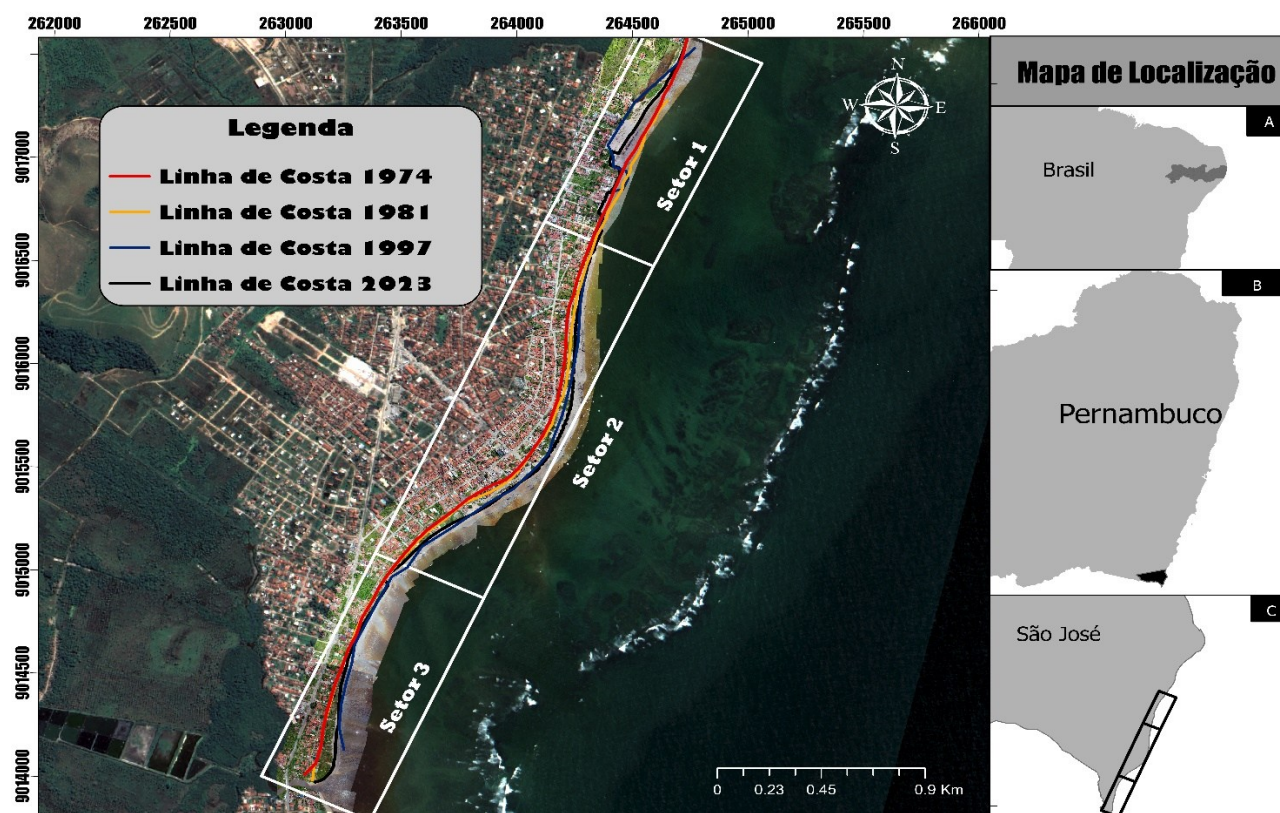 262000 262500 263000 263500 264000 264500 265000 265500 266000
Mapa de Localização
Legenda
Linha de Costa 1974
Linha de Costa 1981
Linha de Costa 1997
Linha de Costa 2023
N
W E
S
9017000
9016500
9016000
9015500
9015000
9014500
9014000
Setor 1
Setor 2
Setor 3
0 0.23 0.45 0.9 Km
A
Brasil
B
Pernambuco
C
São José